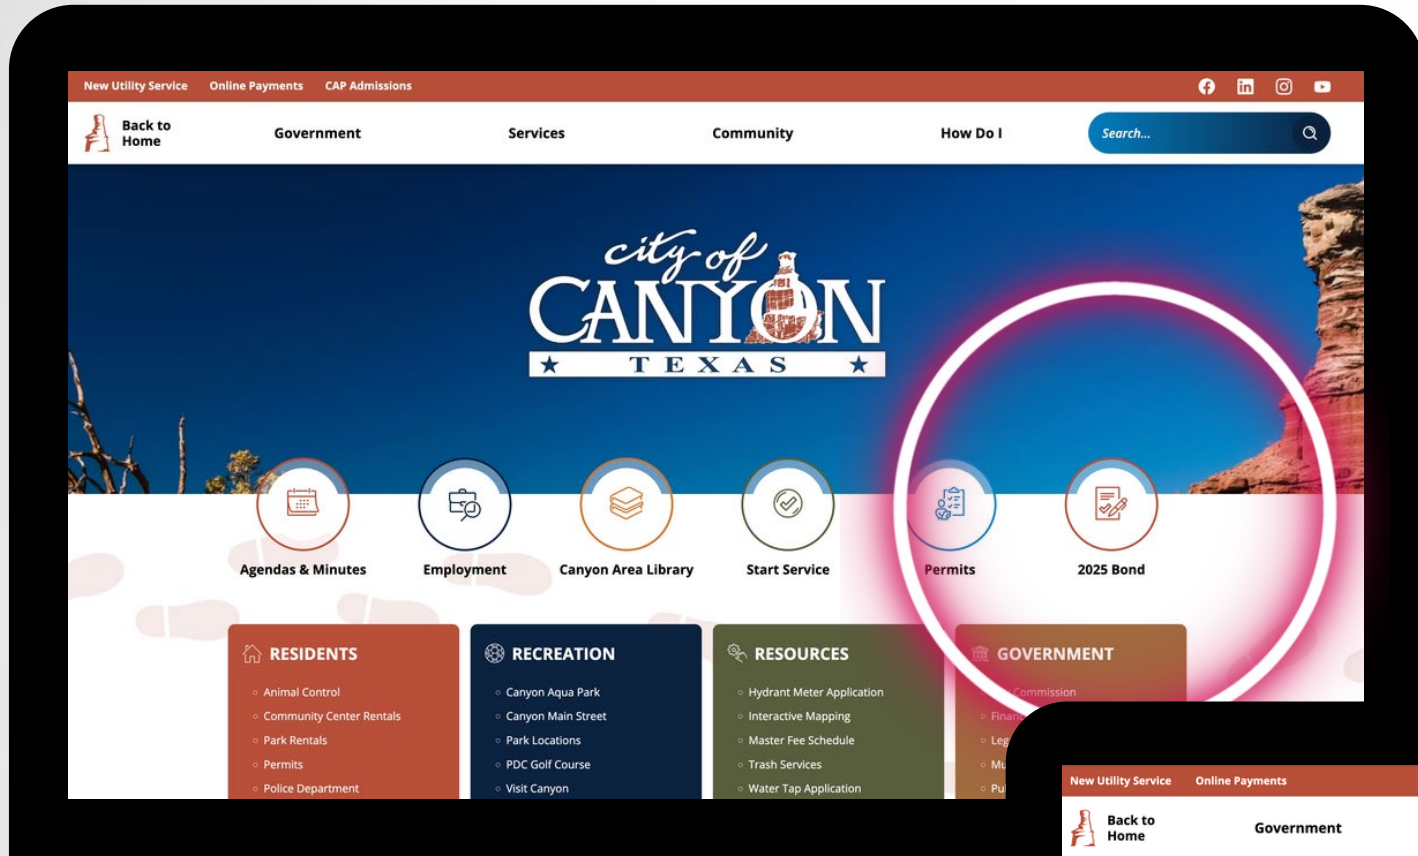 New Utility Service Online Payments CAP Admissions
Back to
Home
Government Services Community How Do I Search...
city of
CANYON
TEXAS
Agendas & Minutes Employment Canyon Area Library Start Service Permits 2025 Bond
RESIDENTS
Animal Control
Community Center Rentals
Park Rentals
Permits
Police Department
RECREATION
Canyon Aqua Park
Canyon Main Street
Park Locations
PDC Golf Course
Visit Canyon
RESOURCES
Hydrant Meter Application
Interactive Mapping
Master Fee Schedule
Trash Services
Water Tap Application
GOVERNMENT
Commission
New Utility Service Online Payments
Back to
Home
Government